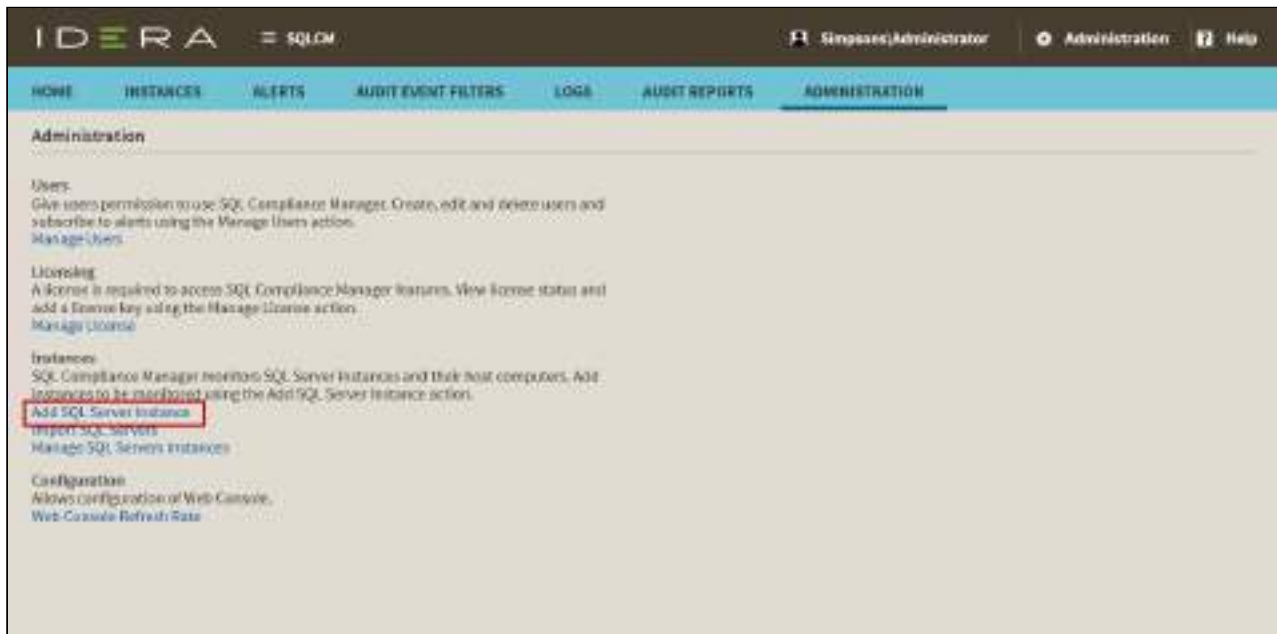 IDERA
SQLCM
Simpsons\Administrator
Administration
Help
HOME
INSTANCES
ALERTS
AUDIT EVENT FILTERS
LOGS
AUDIT REPORTS
ADMINISTRATION
Administration
Users
Give users permission to use SQL Compliance Manager. Create, edit and delete users and
subscribe to alerts using the Manage Users action.
Manage Users
Licensing
A license is required to access SQL Compliance Manager features. View license status and
add a license key using the Manage License action.
Manage License
Instances
SQL Compliance Manager monitors SQL Server Instances and their host computers. Add
instances to be monitored using the Add SQL Server Instance action.
Add SQL Server Instance
Import SQL Servers
Manage SQL Servers Instances
Configuration
Allows configuration of Web Console.
Web Console Refresh Rate